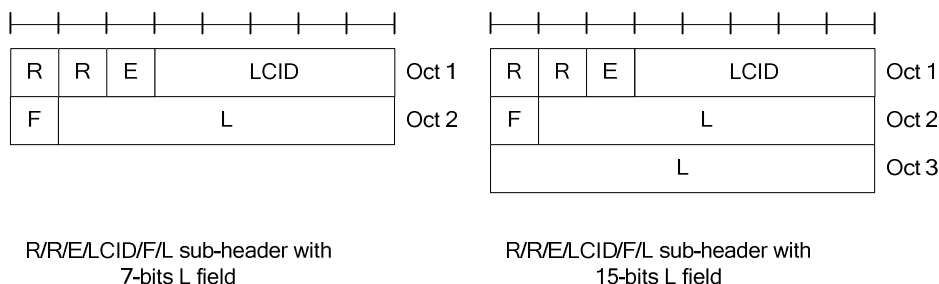 R R E LCID Oct 1
F L Oct 2
R/R/E/LCID/F/L sub-header with
7-bits L field
R R E LCID Oct 1
F L Oct 2
L Oct 3
R/R/E/LCID/F/L sub-header with
15-bits L field